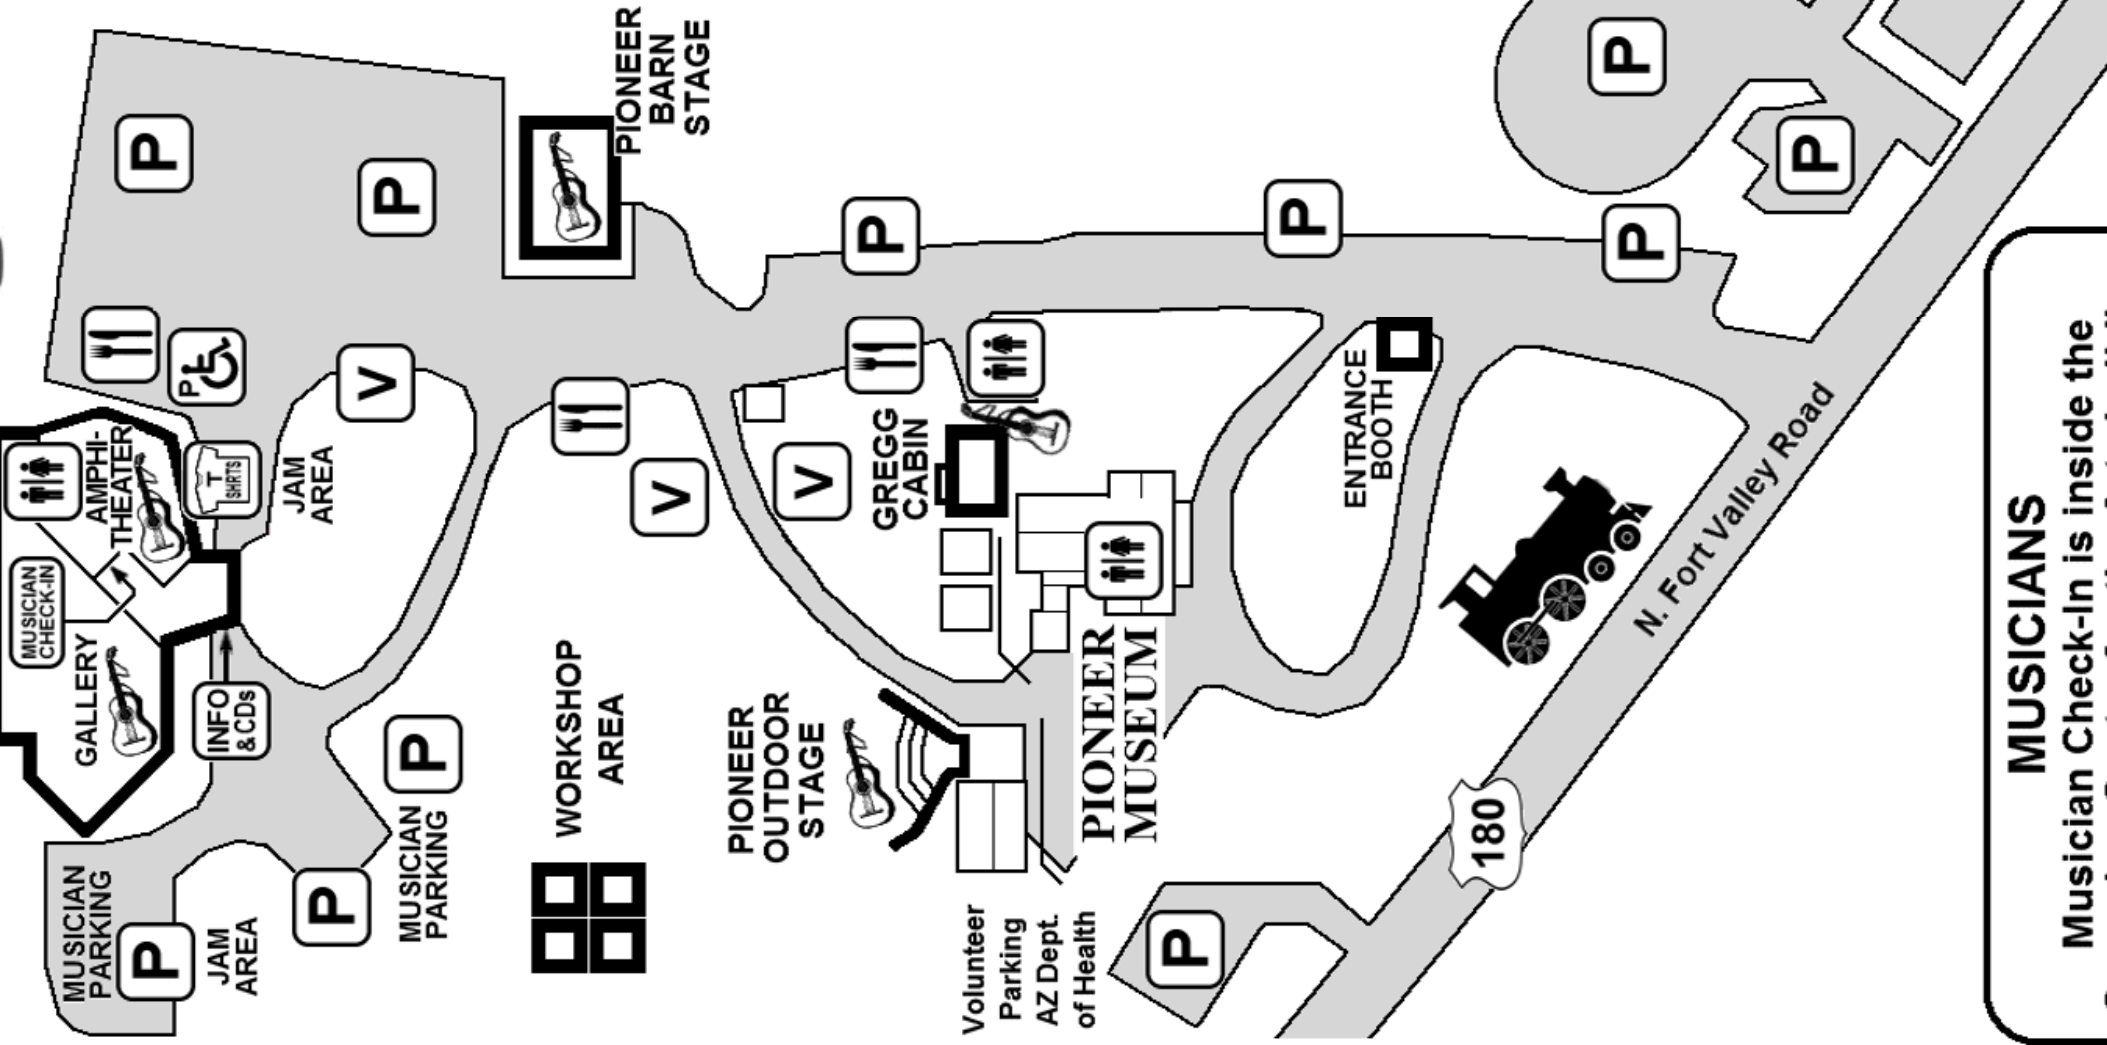 PIONEER
BARN
STAGE
P
P
P
P
P
P
P
P
V
JAM
AREA
AMPHI-
THEATER
T
SHRTS
MUSICIAN
CHECK-IN
GALLERY
INFO
&CDs
MUSICIAN
PARKING
P
JAM
AREA
P
MUSICIAN
PARKING
P
WORKSHOP
AREA
V
V
GREGG
CABIN
PIONEER
OUTDOOR
STAGE
PIONEER
MUSEUM
ENTRANCE
BOOTH
N. Fort Valley Road
180
Volunteer
Parking
AZ Dept.
of Health
P
MUSICIANS
Musician Check-In is inside the